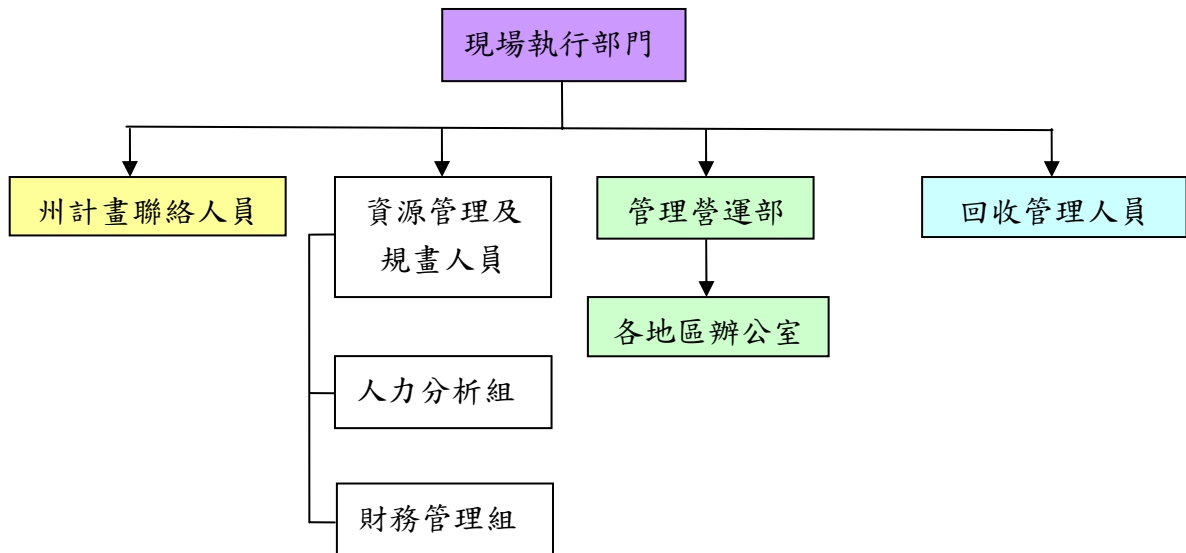 現場執行部門
州計畫聯絡人員
資源管理及
規畫人員
管理營運部
回收管理人員
各地區辦公室
人力分析組
財務管理組